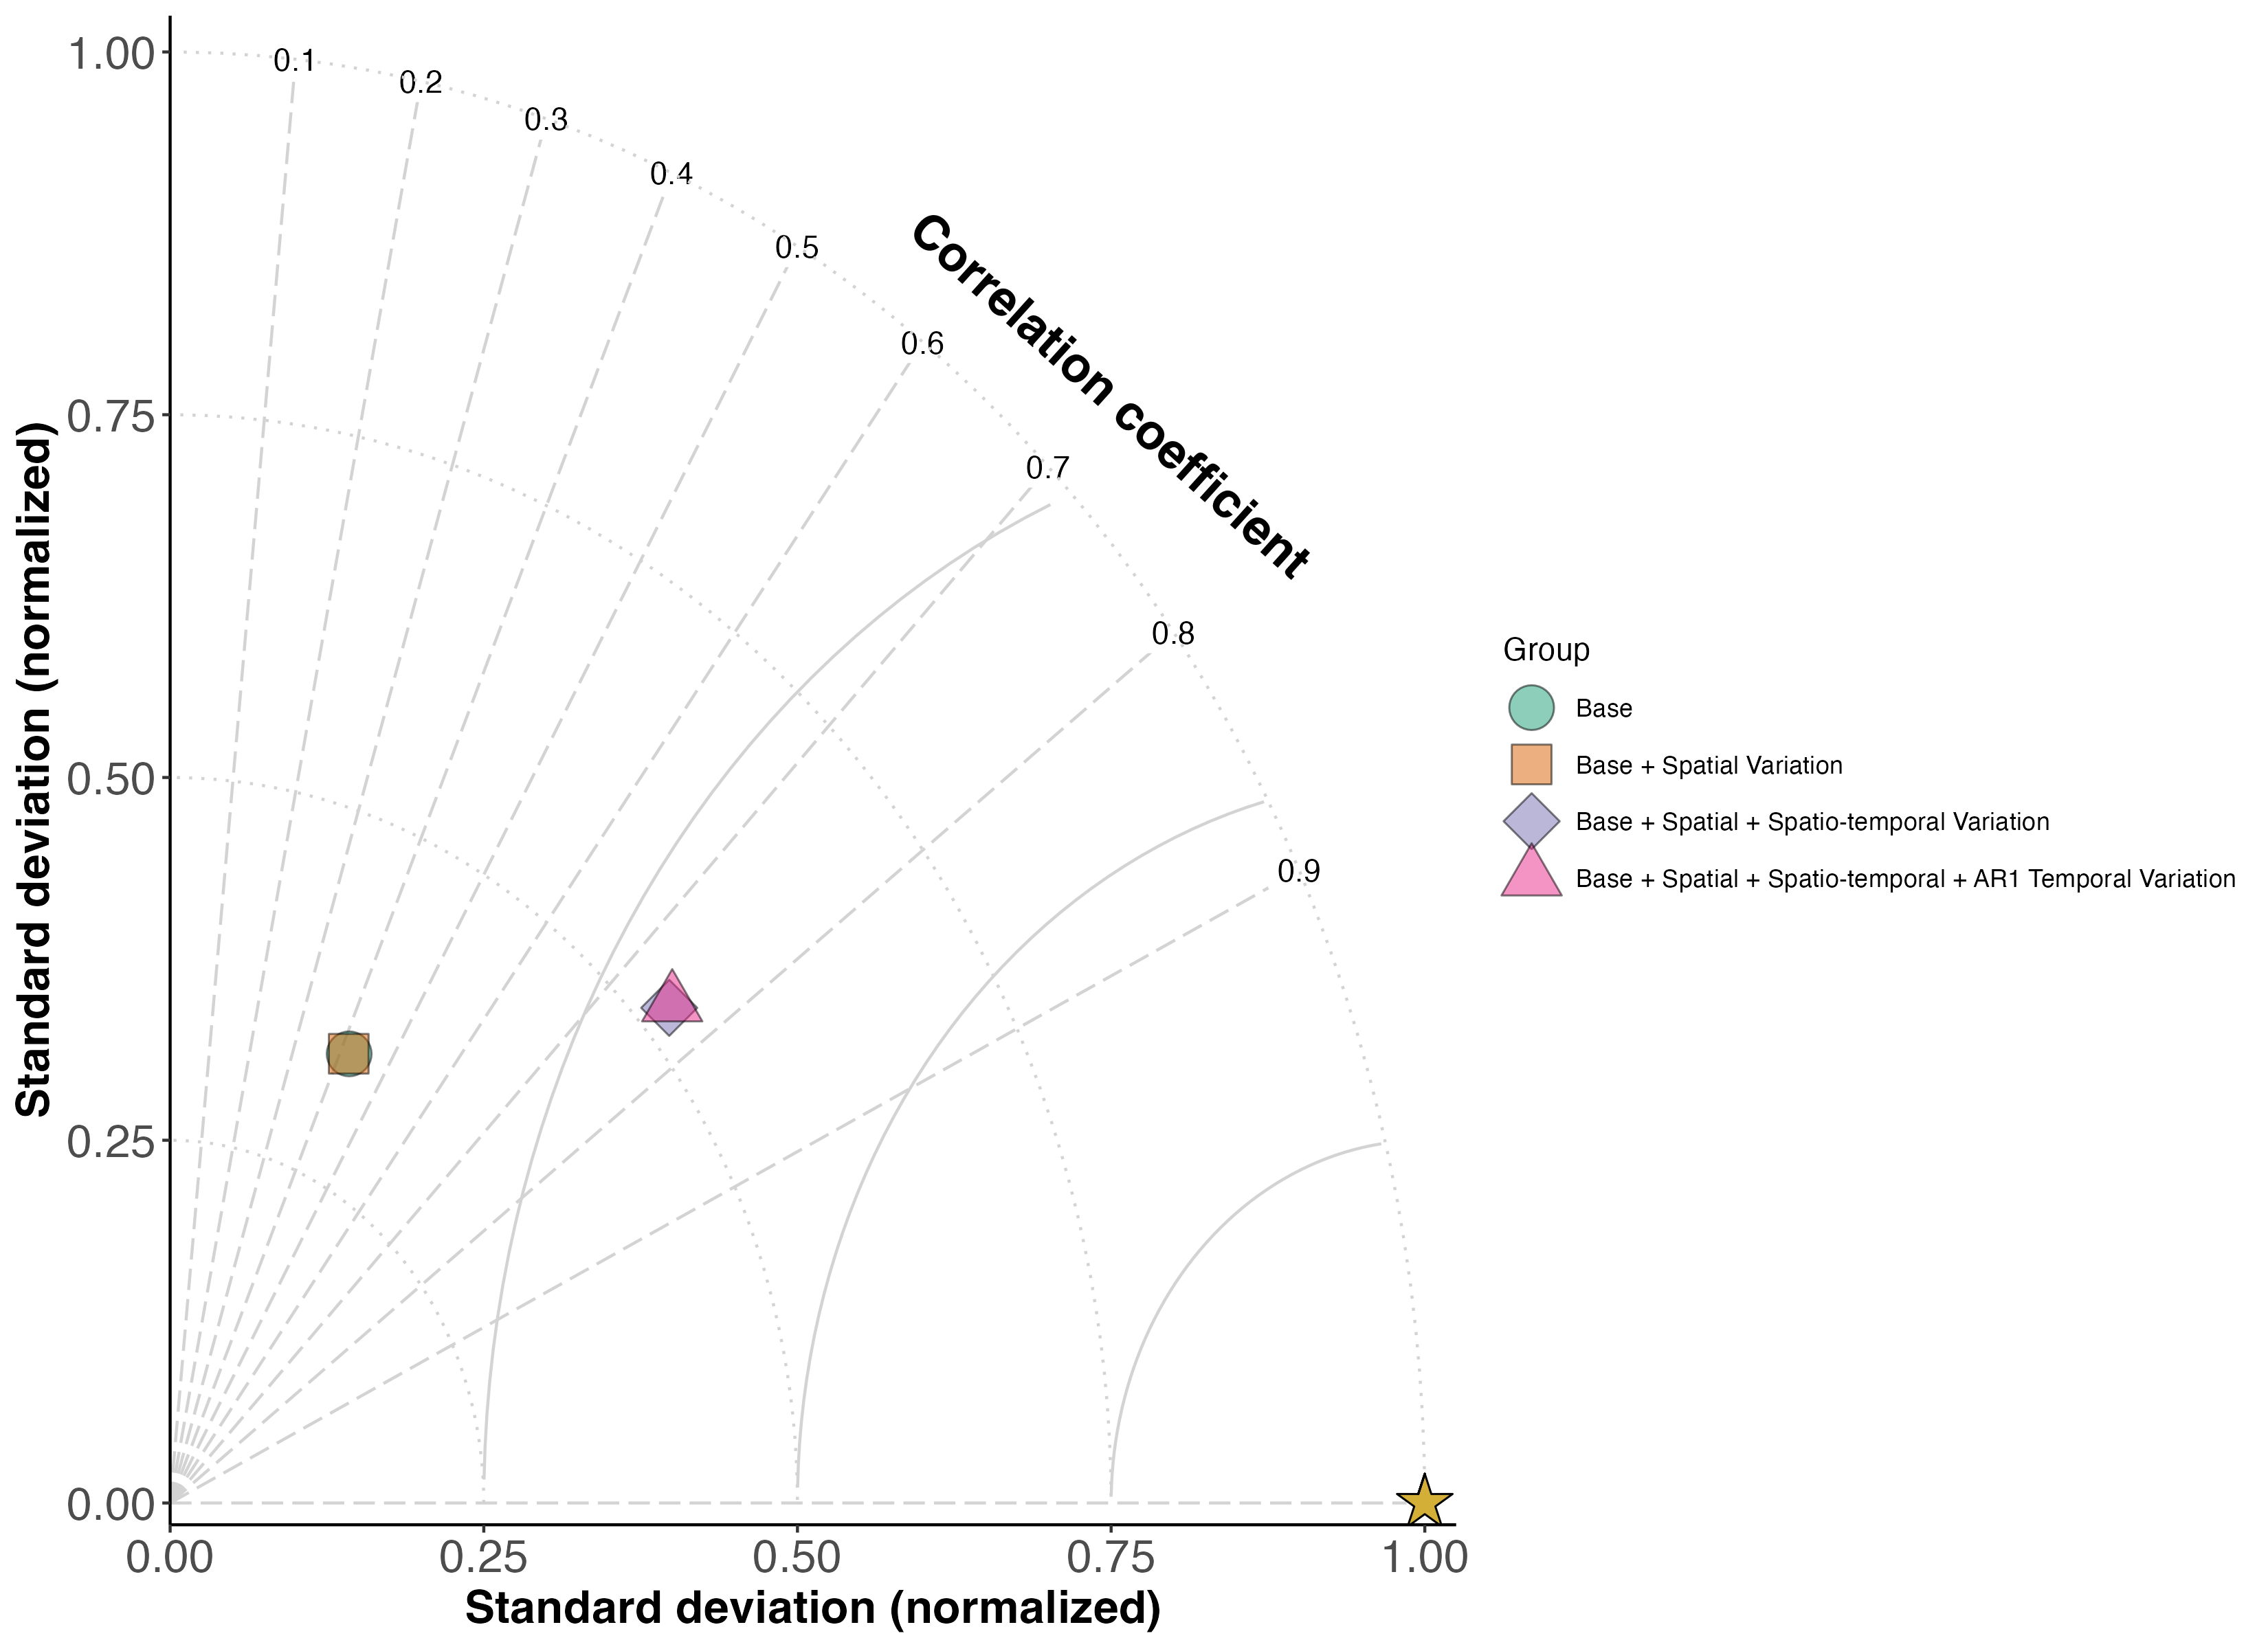 1.00
0.75
0.50
0.25
0.00
Standard deviation (normalized)
0.1
0.2
0.3
0.4
0.5
0.6
0.7
0.8
0.9
Correlation coefficient
0.00
0.25
0.50
0.75
1.00
Standard deviation (normalized)
Group
Base
Base + Spatial Variation
Base + Spatial + Spatio-temporal Variation
Base + Spatial + Spatio-temporal + AR1 Temporal Variation